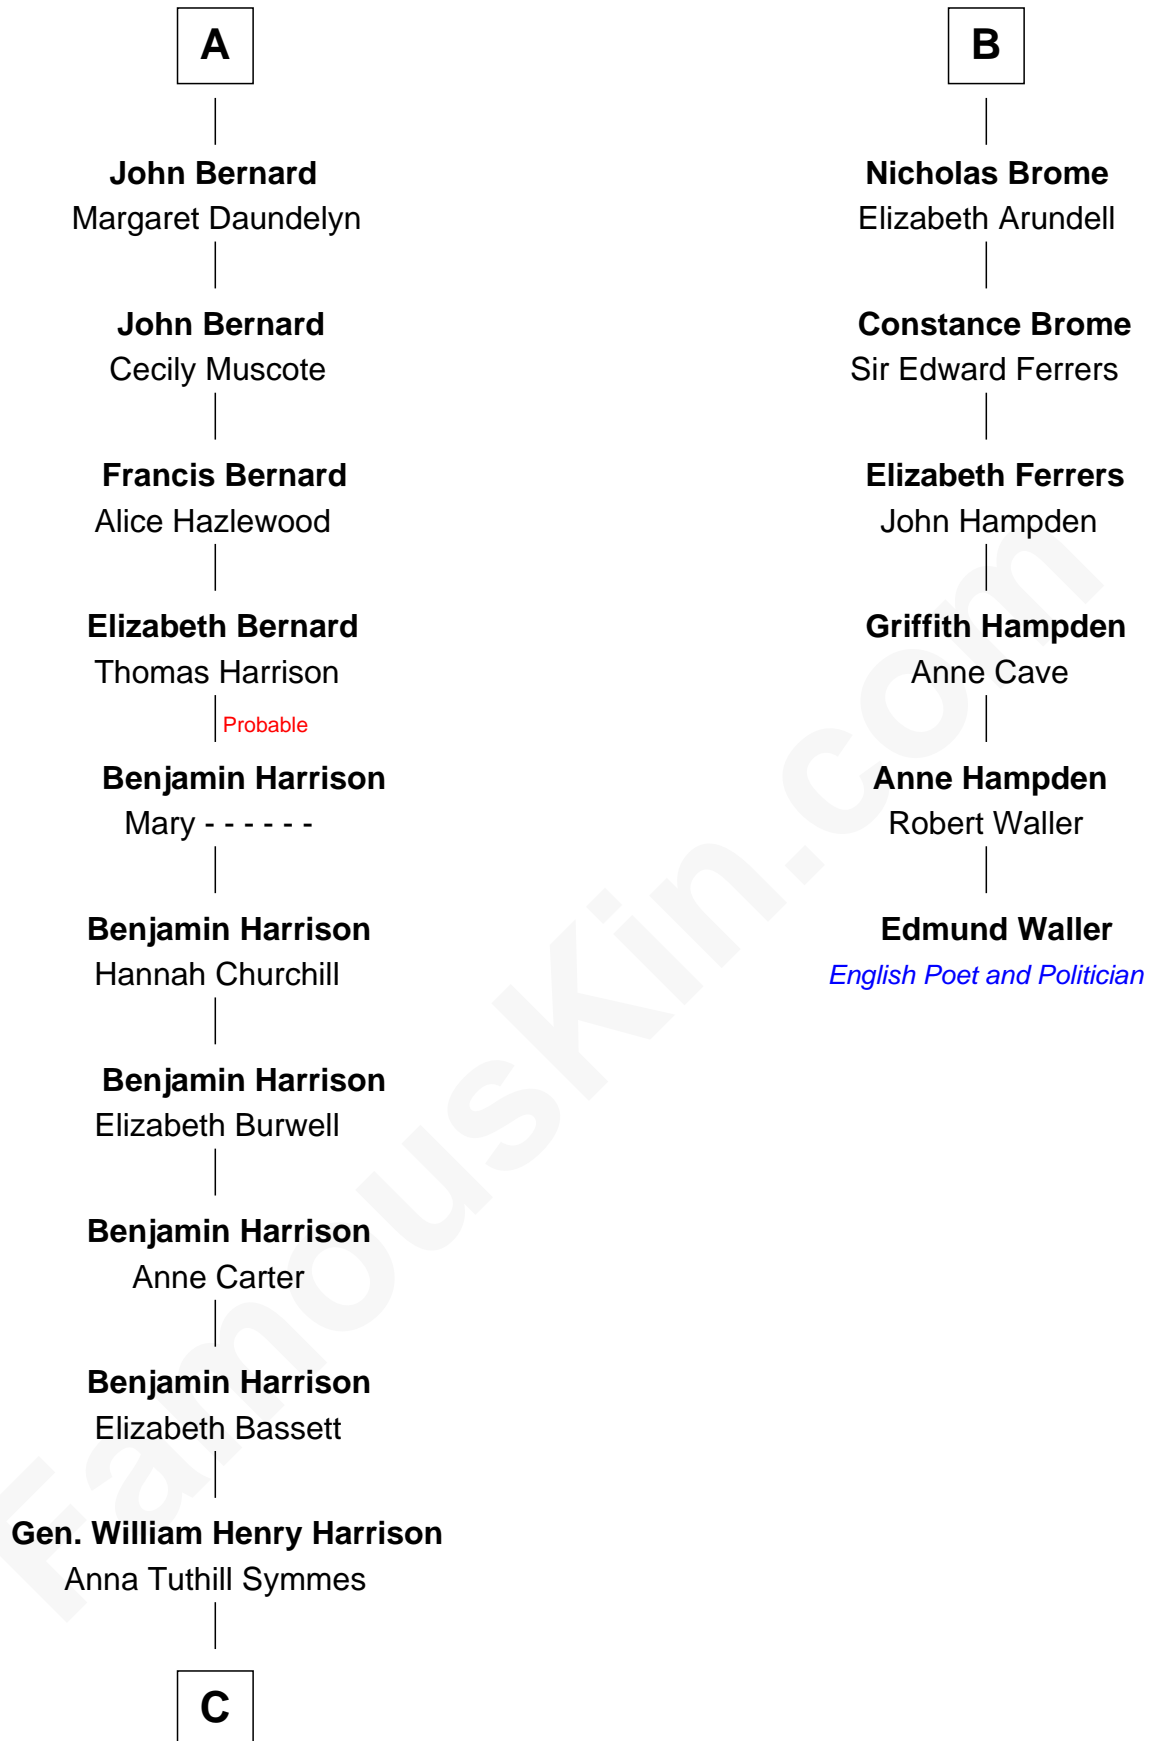 A
John Bernard
Margaret Daundelyn
John Bernard
Cecily Muscote
Francis Bernard
Alice Hazlewood
Elizabeth Bernard
Thomas Harrison
Probable
Benjamin Harrison
Mary - - - - - -
Benjamin Harrison
Hannah Churchill
Benjamin Harrison
Elizabeth Burwell
Benjamin Harrison
Anne Carter
Benjamin Harrison
Elizabeth Bassett
Gen. William Henry Harrison
Anna Tuthill Symmes
C
B
Nicholas Brome
Elizabeth Arundell
Constance Brome
Sir Edward Ferrers
Elizabeth Ferrers
John Hampden
Griffith Hampden
Anne Cave
Anne Hampden
Robert Waller
Edmund Waller
English Poet and Politician
FamousKin.com